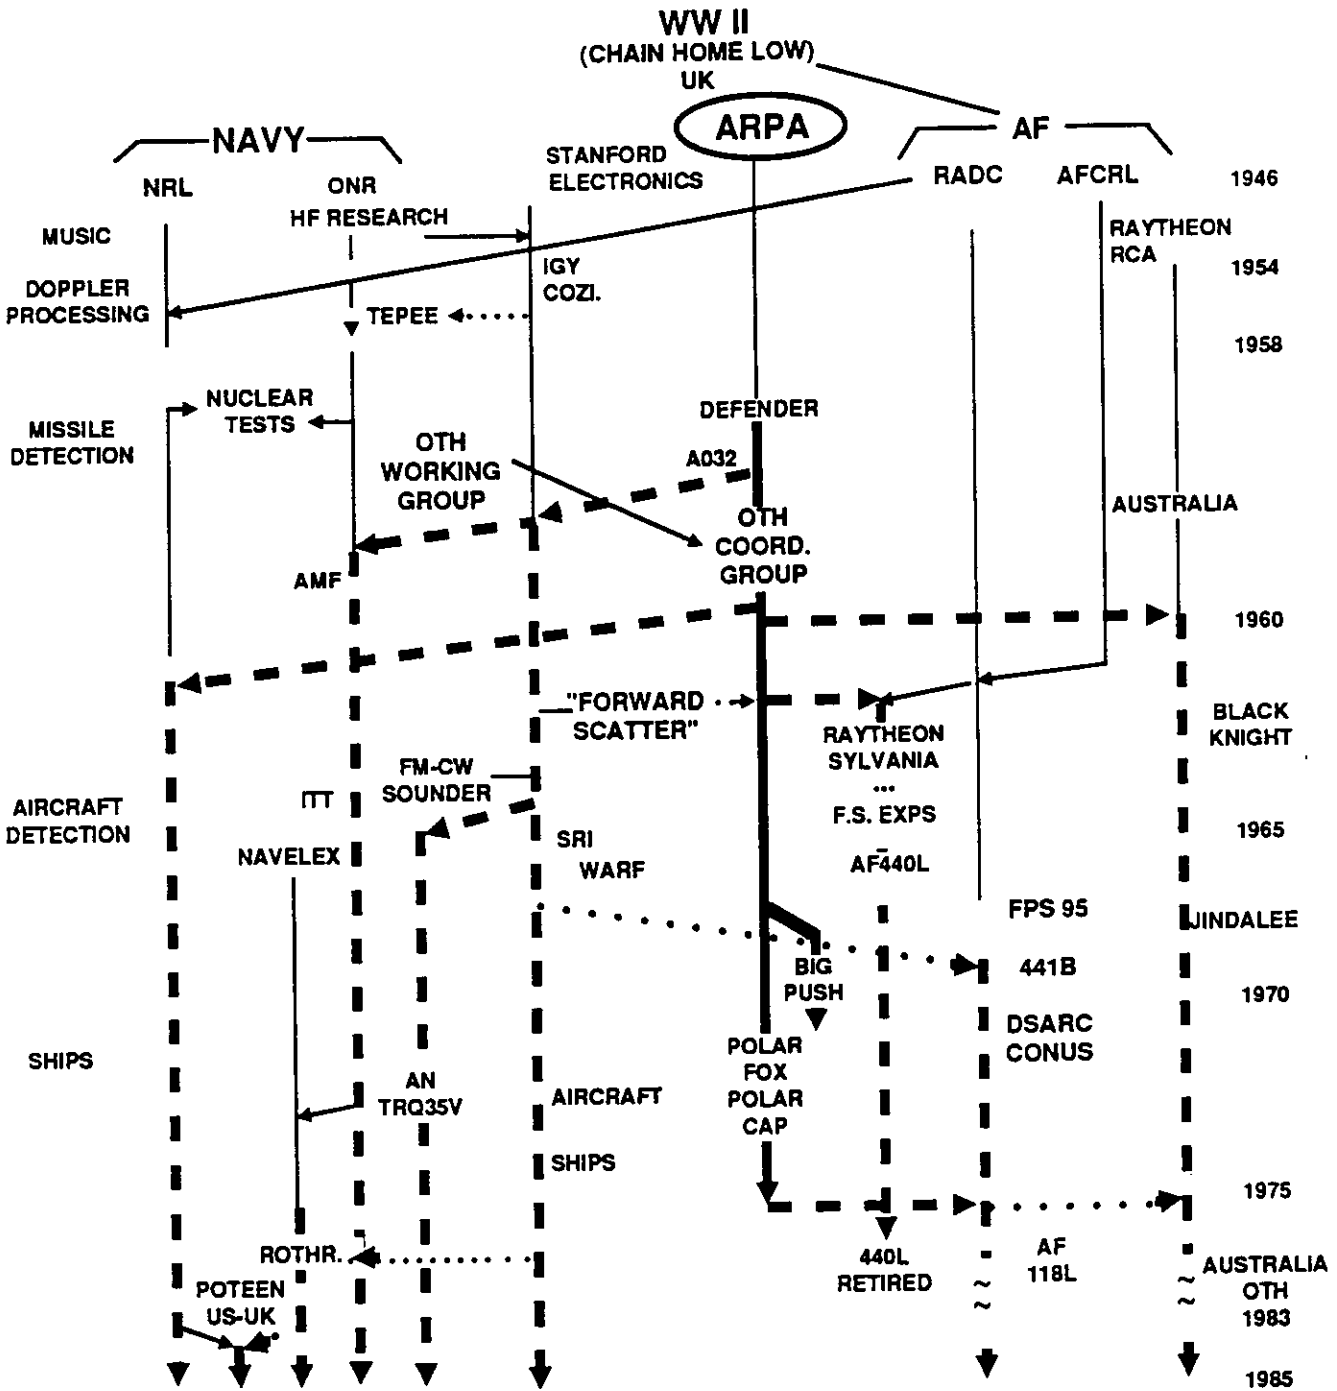 WW II
(CHAIN HOME LOW)
UK
ARPA
NAVY
AF
STANFORD
ELECTRONICS
NRL
ONR
HF RESEARCH
RADC
AFCRL
1946
MUSIC
RAYTHEON
RCA
IGY
COZI.
1954
DOPPLER
PROCESSING
TEPEE
1958
NUCLEAR
TESTS
DEFENDER
MISSILE
DETECTION
OTH
WORKING
GROUP
A032
AUSTRALIA
OTH
COORD.
GROUP
AMF
1960
"FORWARD
SCATTER"
BLACK
KNIGHT
RAYTHEON
SYLVANIA
...
F.S. EXPS
FM-CW
SOUNDER
ITT
AIRCRAFT
DETECTION
1965
NAVELEX
SRI
WARF
AF440L
FPS 95
JINDALEE
441B
BIG
PUSH
1970
DSARC
CONUS
SHIPS
POLAR
FOX
POLAR
CAP
AN
TRQ35V
AIRCRAFT
SHIPS
1975
ROTHR.
440L
RETIRED
AF
118L
AUSTRALIA
OTH
1983
POTEEN
US-UK
1985